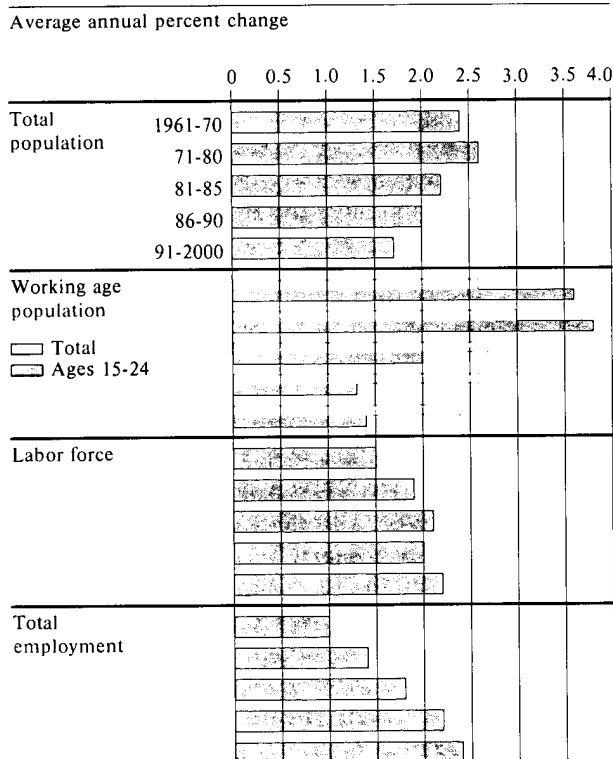 Average annual percent change
0 0.5 1.0 1.5 2.0 2.5 3.0 3.5 4.0
Total
population
1961-70
71-80
81-85
86-90
91-2000
Working age
population
Total
Ages 15-24
Labor force
Total
employment